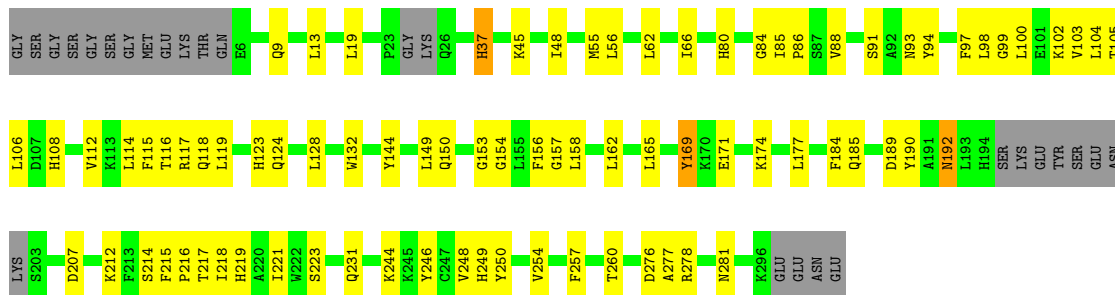 GLY SER GLY SER GLY SER GLY MET GLU LYS THR GLN E6 Q9 L13 L19 P23 GLY LYS Q26 H37 K45 I48 M55 L56 L62 I66 H80 G84 I85 P86 S87 V88 S91 A92 N93 Y94 F97 L98 G99 L100 E101 K102 V103 L104 T105
L106 D107 H108 V112 K113 L114 F115 T116 R117 Q118 L119 H123 Q124 L128 W132 Y144 L149 Q150 G153 G154 L155 F156 G157 L158 L162 L165 Y169 K170 E171 K174 L177 F184 Q185 D189 Y190 A191 N192 L193 H194 SER LYS GLU TYR SER GLU ASN
LYS S203 D207 K212 F213 S214 F215 P216 T217 I218 H219 A220 I221 W222 S223 Q231 K244 K245 Y246 C247 V248 H249 Y250 V254 F257 T260 D276 A277 R278 N281 K296 GLU GLU ASN GLU